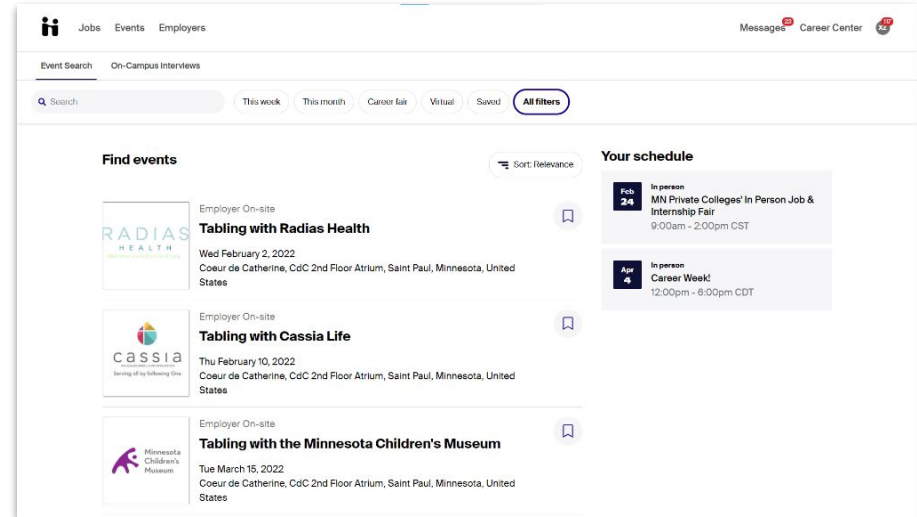 Jobs Events Employers
Messages 23 Career Center 117
Event Search On-Campus Interviews
Search This week This month Career fair Virtual Saved All filters
Find events
Sort: Relevance
Employer On-site
Tabling with Radias Health
Wed February 2, 2022
Coeur de Catherine, CdC 2nd Floor Atrium, Saint Paul, Minnesota, United
States
RADIAS
HEALTH
Employer On-site
Tabling with Cassia Life
Thu February 10, 2022
Coeur de Catherine, CdC 2nd Floor Atrium, Saint Paul, Minnesota, United
States
cassia
Serving all by following One
Employer On-site
Tabling with the Minnesota Children's Museum
Tue March 15, 2022
Coeur de Catherine, CdC 2nd Floor Atrium, Saint Paul, Minnesota, United
States
Minnesota
Children's
Museum
Your schedule
Feb
24
In person
MN Private Colleges' In Person Job &
Internship Fair
9:00am - 2:00pm CST
Apr
4
In person
Career Week!
12:00pm - 6:00pm CDT